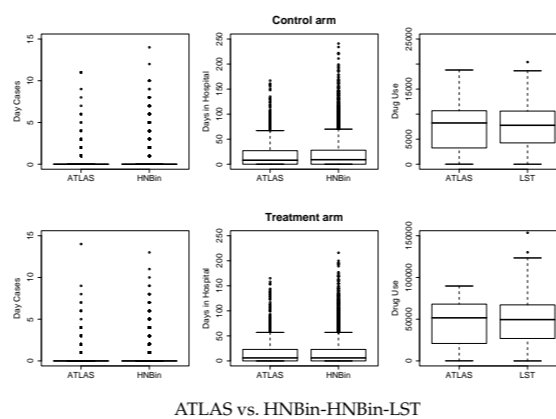 Control arm
Day Cases
0 5 10 15
ATLAS HNBin
Days in Hospital
0 50 100 150 200 250
ATLAS HNBin
Drug Use
0 5000 15000 25000
ATLAS LST
Treatment arm
Day Cases
0 5 10 15
ATLAS HNBin
Days in Hospital
0 50 100 150 200 250
ATLAS HNBin
Drug Use
0 50000 100000 150000
ATLAS LST
ATLAS vs. HNBin-HNBin-LST